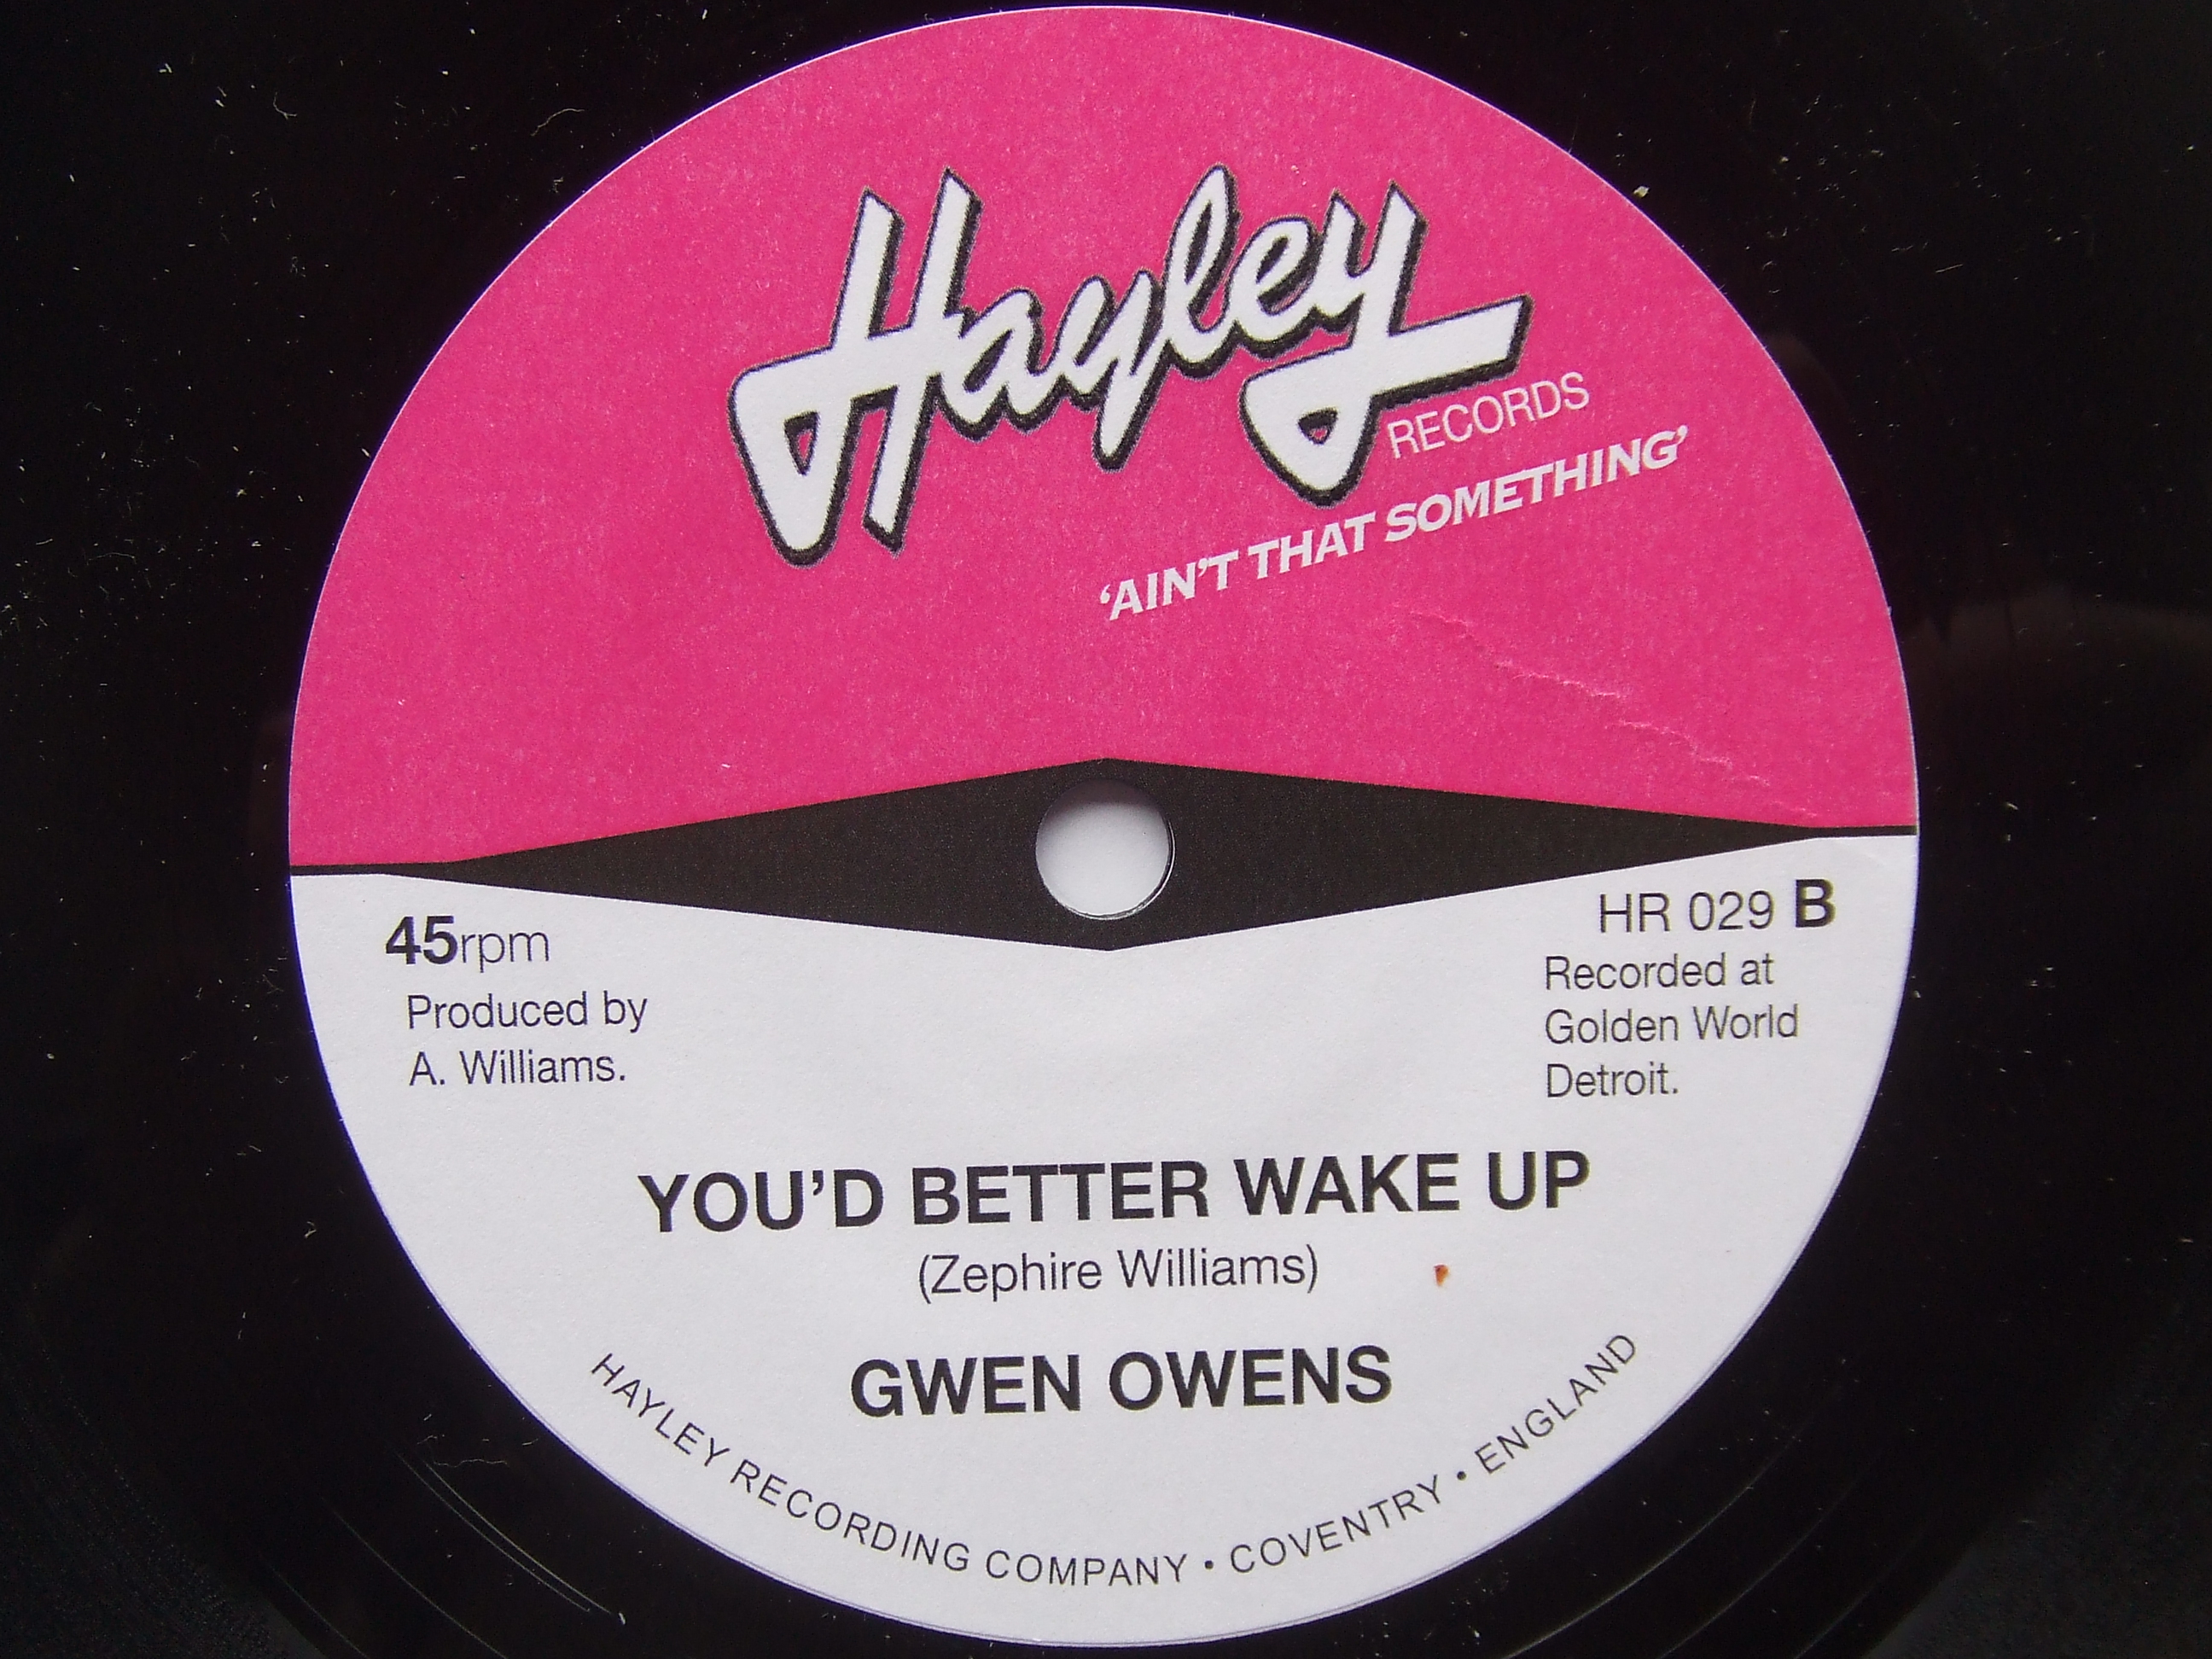 Hayley
RECORDS
‘AIN’T THAT SOMETHING’
45rpm
Produced by
A. Williams.
HR 029 B
Recorded at
Golden World
Detroit.
YOU’D BETTER WAKE UP
(Zephire Williams)
GWEN OWENS
HAYLEY RECORDING COMPANY • COVENTRY • ENGLAND